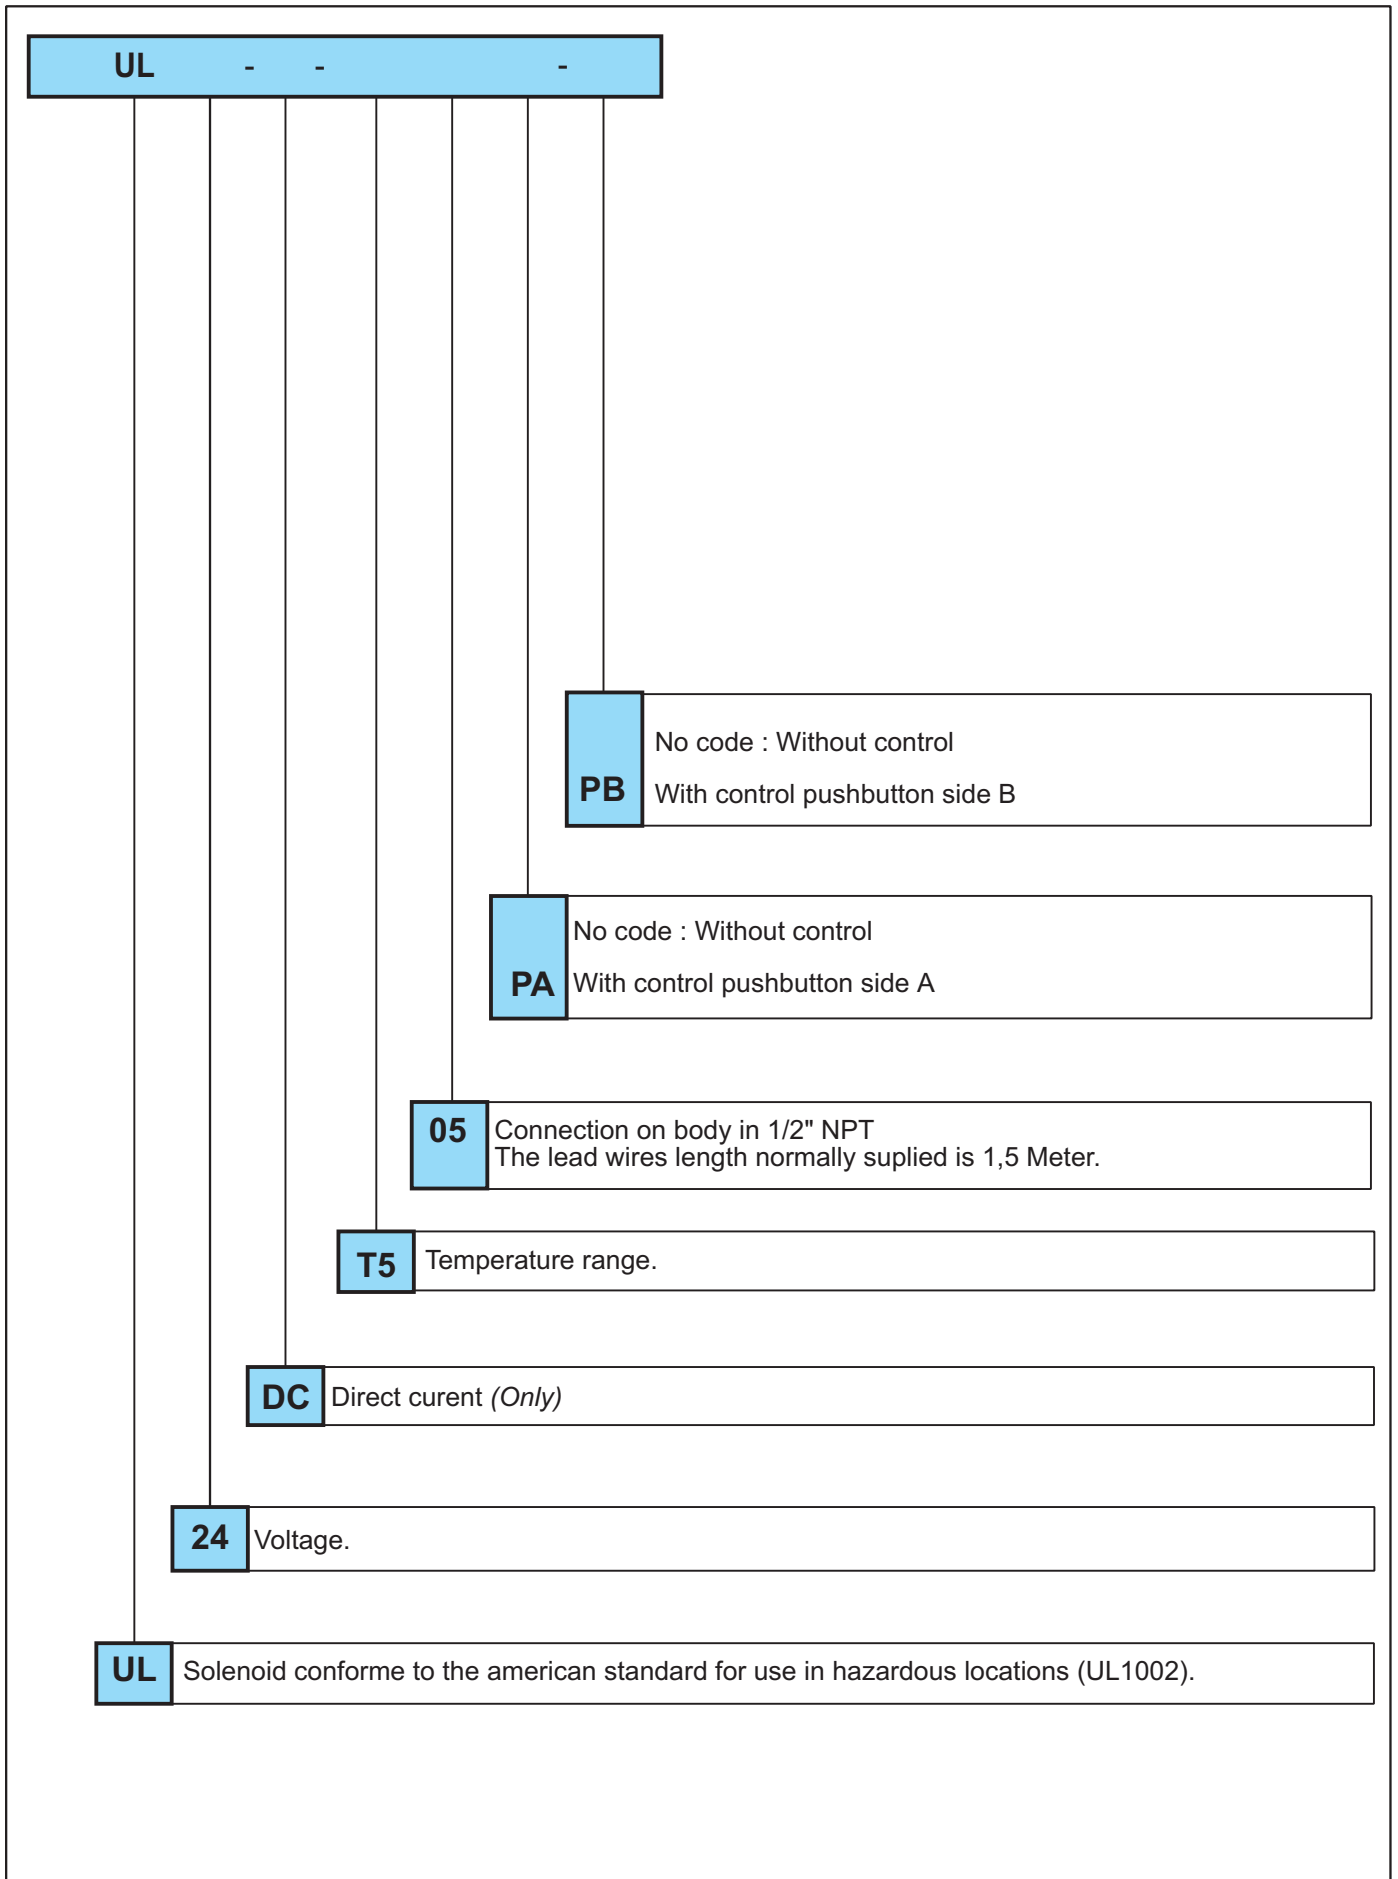 UL - - -
No code : Without control
PB With control pushbutton side B
No code : Without control
PA With control pushbutton side A
05 Connection on body in 1/2" NPT
The lead wires length normally suplied is 1,5 Meter.
T5 Temperature range.
DC Direct curent (Only)
24 Voltage.
UL Solenoid conforme to the american standard for use in hazardous locations (UL1002).